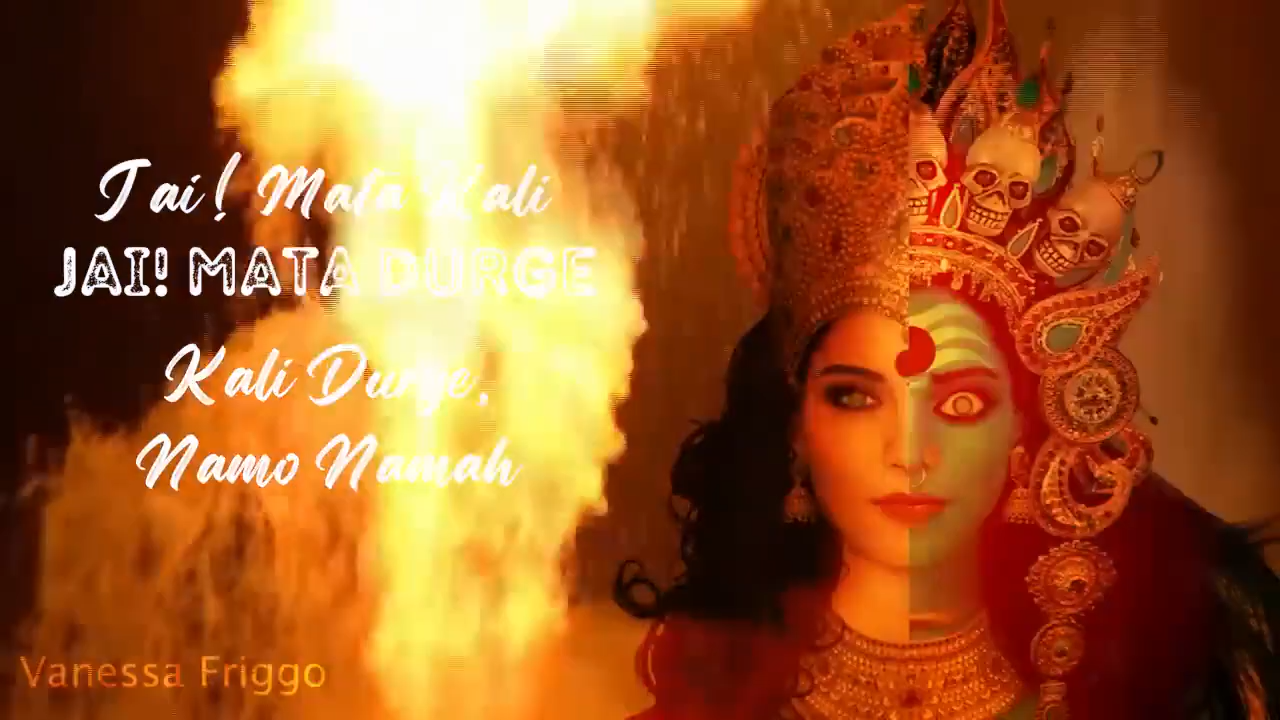 Jai! Mata Kali
JAI! MATA DURGE
Kali Durge,
Namo Namah
Vanessa Friggo